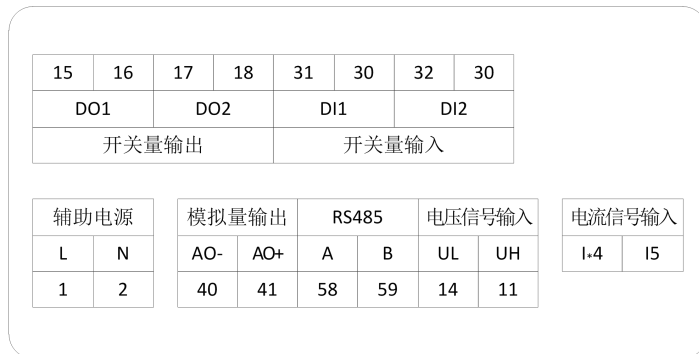 15 16 17 18 31 30 32 30
DO1 DO2 DI1 DI2
开关量输出 开关量输入
辅助电源 模拟量输出 RS485 电压信号输入 电流信号输入
L N AO- AO+ A B UL UH I*4 I5
1 2 40 41 58 59 14 11